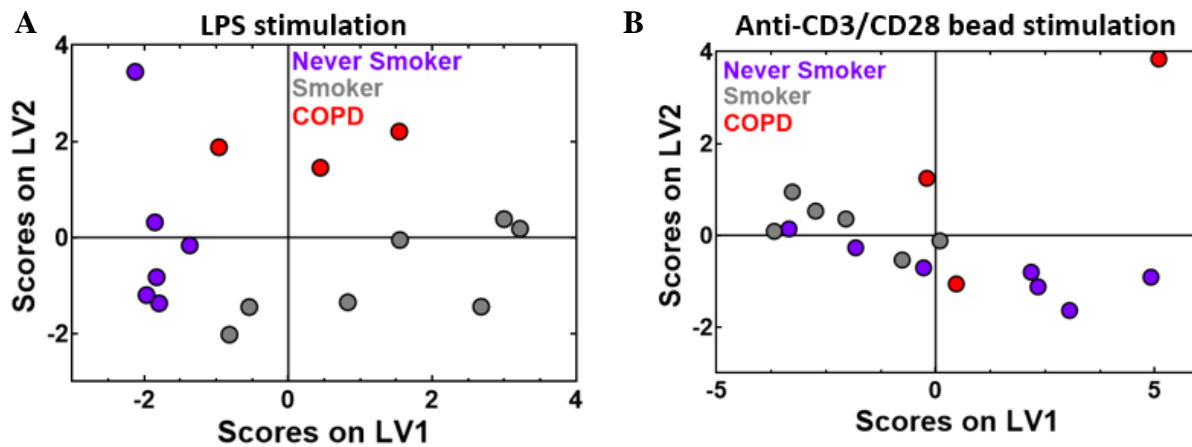 A
LPS stimulation
4
2
0
-2
Scores on LV2
Never Smoker
Smoker
COPD
-2
0
2
4
Scores on LV1
B
Anti-CD3/CD28 bead stimulation
4
2
0
-2
Scores on LV2
Never Smoker
Smoker
COPD
-5
0
5
Scores on LV1